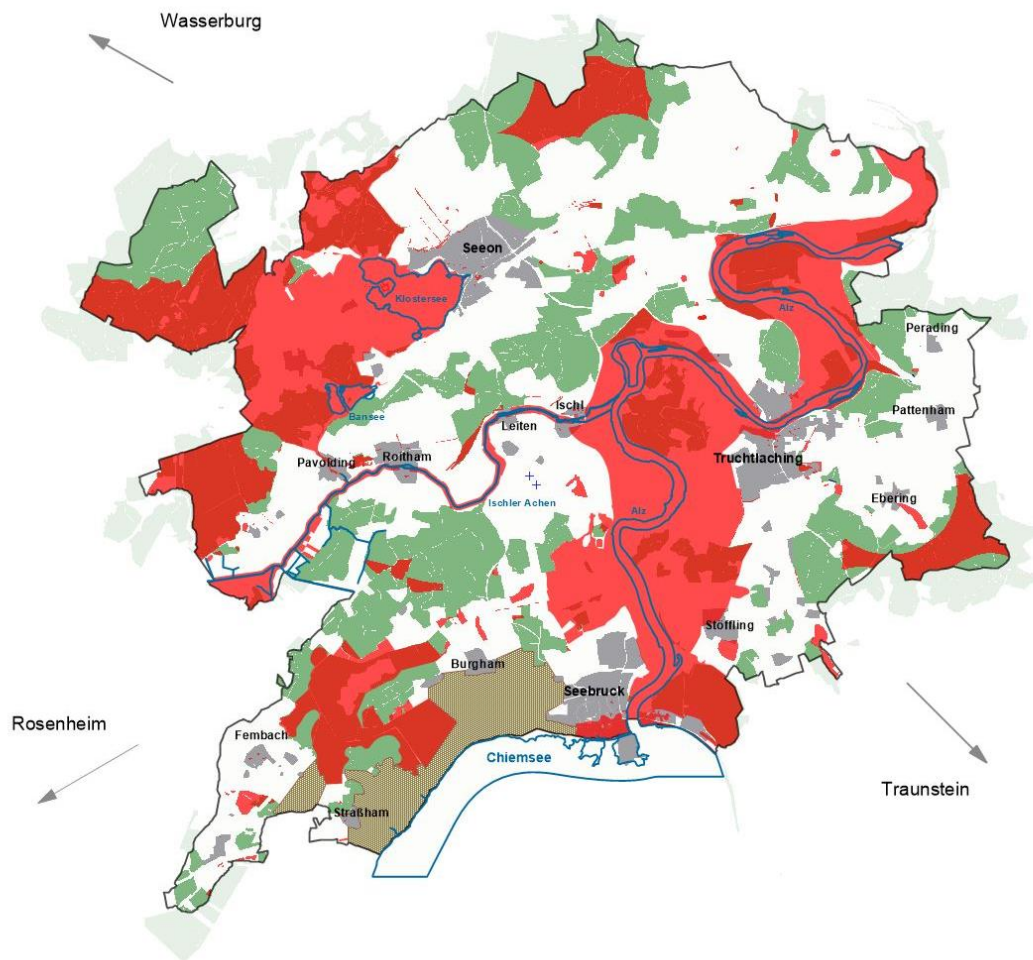 Wasserburg
Seeon
Klostersee
Alz
Perading
Bansee
Ischl
Pattenham
Leiten
Pavolding
Roitham
Truchtlaching
Ischler Achen
Ebering
Alz
Stöffling
Burgham
Seebruck
Rosenheim
Fembach
Chiemsee
Traunstein
Straßham